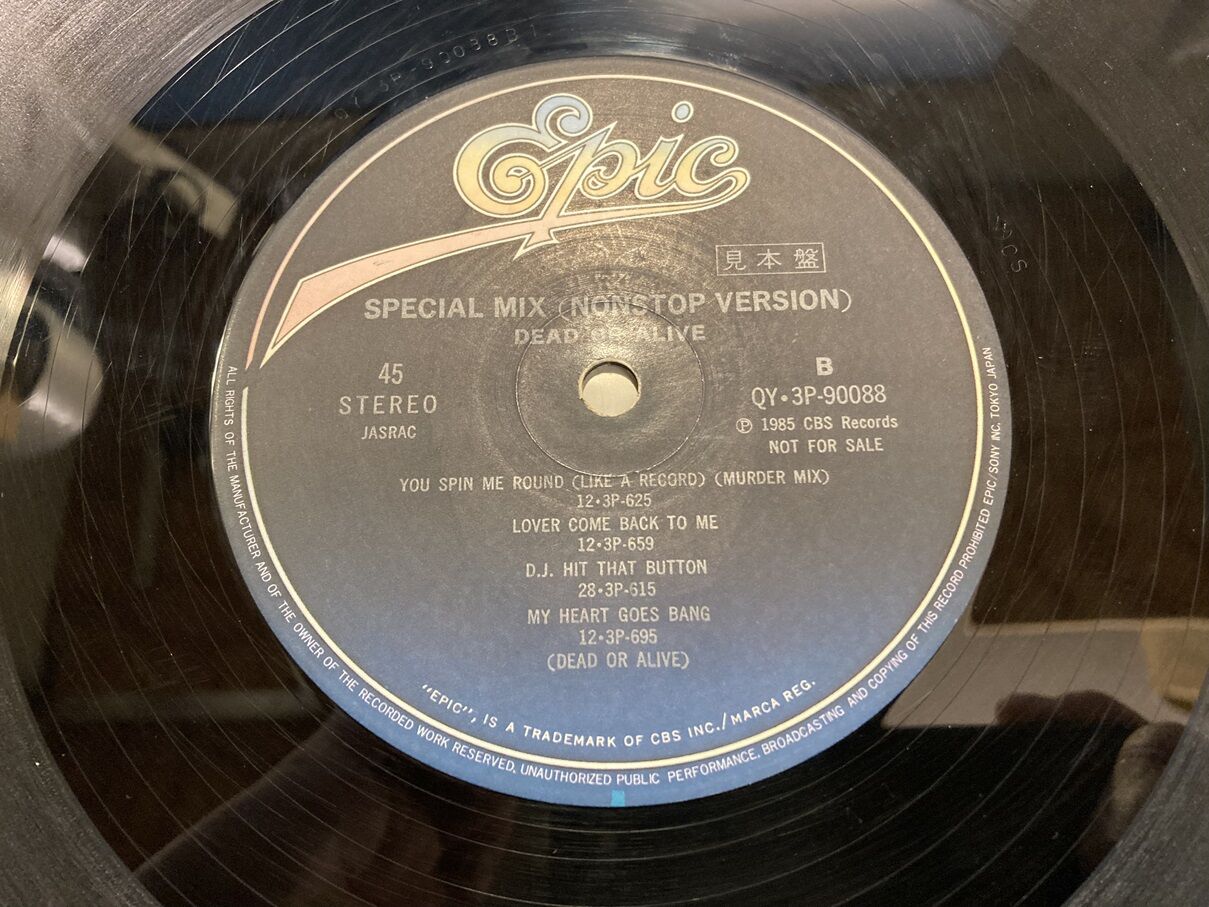 Epic
見本盤
SPECIAL MIX (NONSTOP VERSION)
DEAD OR ALIVE
45
STEREO
JASRAC
B
QY・3P-90088
Ⓟ 1985 CBS Records
NOT FOR SALE
YOU SPIN ME ROUND (LIKE A RECORD) (MURDER MIX)
12・3P-625
LOVER COME BACK TO ME
12・3P-659
D.J. HIT THAT BUTTON
28・3P-615
MY HEART GOES BANG
12・3P-695
(DEAD OR ALIVE)
"EPIC", IS A TRADEMARK OF CBS INC./MARCA REG.
ALL RIGHTS OF THE MANUFACTURER AND OF THE OWNER OF THE RECORDED WORK RESERVED. UNAUTHORIZED PUBLIC PERFORMANCE, BROADCASTING AND COPYING OF THIS RECORD PROHIBITED EPIC/SONY INC. TOKYO JAPAN